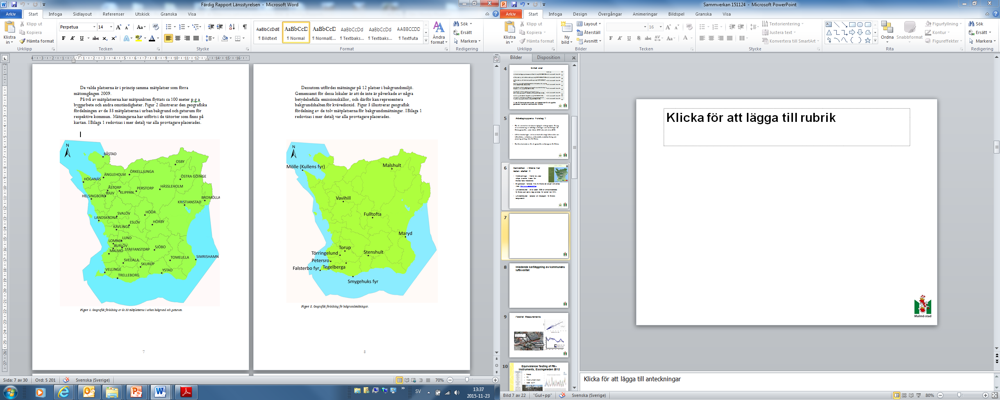 Färdig Rapport Länsstyrelsen - Microsoft Word
Arkiv Start Infoga Sidlayout Referenser Utskick Granska Visa
Klistra in
Klipp ut
Kopiera
Hämta format
Urklipp
Perpetua 14
Tecken
Stycke
AaBbCcDdE AaBbCcD AaBbCcD AaBbCcDd AaBbCcDd AABBCCDD
¶ Bildtext ¶ Normal ¶ NormalE... ¶ Textbaks... ¶ Textbaks... ¶ Textfuta
Ändra format
Format
Sök
Ersätt
Markera
Redigering
De valda platserna är i princip samma mätplatser som förra
mätomgången 2009.
På två av mätplatserna har mätpunkten flyttats ca 100 meter p g a
byggarbete och andra omständigheter. Figur 2 illustrerar den geografiska
fördelningen av de 33 mätplatserna i urban bakgrund och gaturum för
respektive kommun. Mätningarna har utförts i de tätorter som finns på
kartan. I Bilaga 1 redovisas i mer detalj var alla provtagare placerades.
N
BÅSTAD
OSBY
ÖRKELLJUNGA
ÄNGLEHOLM
ÖSTRA GÖINGE
HÖGANÄS
HÄSSLEHOLM
ÅSTORP
PERSTORP
BJUV
KLIPPAN
HELSINGBORG
BROMÖLLA
KRISTIANSTAD
SVALÖV
HÖÖR
LANDSKRONA
ESLÖV
HÖRBY
KÄVLINGE
LUND
LOMMA
BURLÖV
STAFFANSTORP
SJÖBO
MALMÖ
SIMRISHAMN
TOMELILLA
SVEDALA
SKURUP
VELLINGE
YSTAD
TRELLEBORG
Figur 1. Geografisk fördelning av de 33 mätplatserna i urban bakgrund och gaturum.
7
Dessutom utfördes mätningar på 12 platser i bakgrundsmiljö.
Gemensamt för dessa lokaler är att de inte är påverkade av några
betydelsefulla emissionskällor, och därför kan representera
bakgrundshalten för kvävedioxid. Figur 3 illustrerar geografisk
fördelning av de tolv mätplatserna för bakgrundsmätningar. I Bilaga 1
redovisas i mer detalj var alla provtagare placerades.
N
Mölle (Kullens fyr)
Malshult
Vavihill
Fulltofta
Maryd
Torup
Törringelund
Stenshult
Petersro
Tegelberga
Falsterbo fyr
Smygehuks fyr
Figur 2. Geografisk fördelning för bakgrundsmätningar.
8
Sida: 7 av 30 Ord: 5 201 Svenska (Sverige) 70%
SV
13:37
2015-11-23
Sammverkan 151124 - Microsoft PowerPoint
Arkiv Start Infoga Design Övergångar Animeringar Bildspel Granska Visa
Klistra in
Klipp ut
Kopiera
Hämta format
Urklipp
Ny bild
Layout
Återställ
Avsnitt
Bilder
16
Tecken
Textorientering
Justera text
Konvertera till SmartArt
Stycke
Ordna
Snabbformat
Figurfyllning
Kontur
Figureffekter
Rita
Sök
Ersätt
Markera
Redigering
Bilder Disposition
4
Enkät svar
5
Arbetsgruppens Förslag ?
6
Samverkan i Skåne har
redan startat !!
7
8
Inledande kartläggning av kommunens
luftkvalitet
9
Parallel Measurements
10
Equivalence Testing of PM
Instruments, Essingeleden 2012
Klicka för att lägga till rubrik
Malmö stad
Klicka för att lägga till anteckningar
Bild 7 av 22 "Gul+pp" Svenska (Sverige) 80%